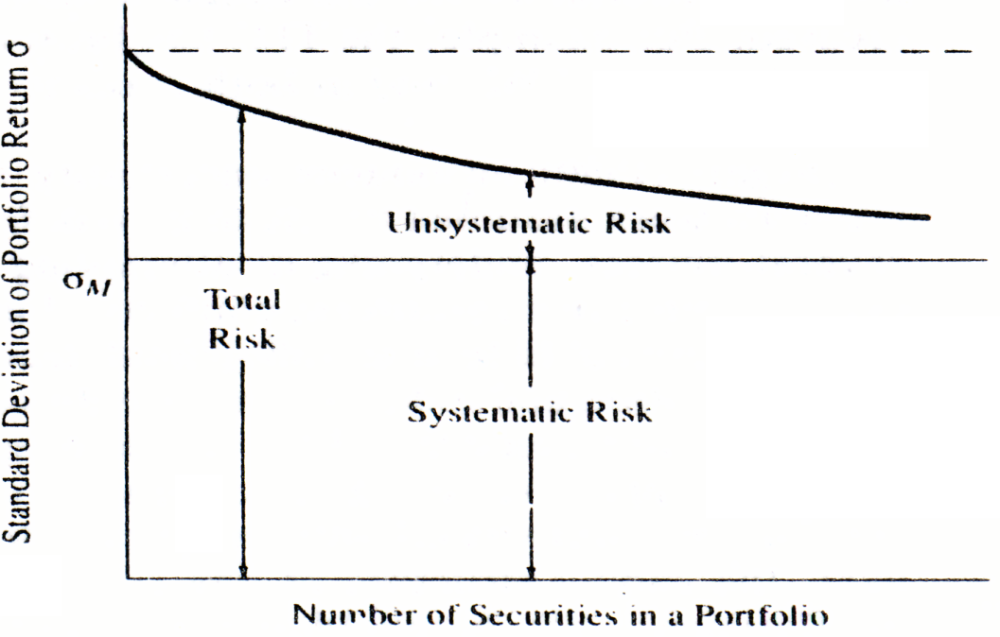 Standard Deviation of Portfolio Return σ
Unsystematic Risk
σM
Total
Risk
Systematic Risk
Number of Securities in a Portfolio